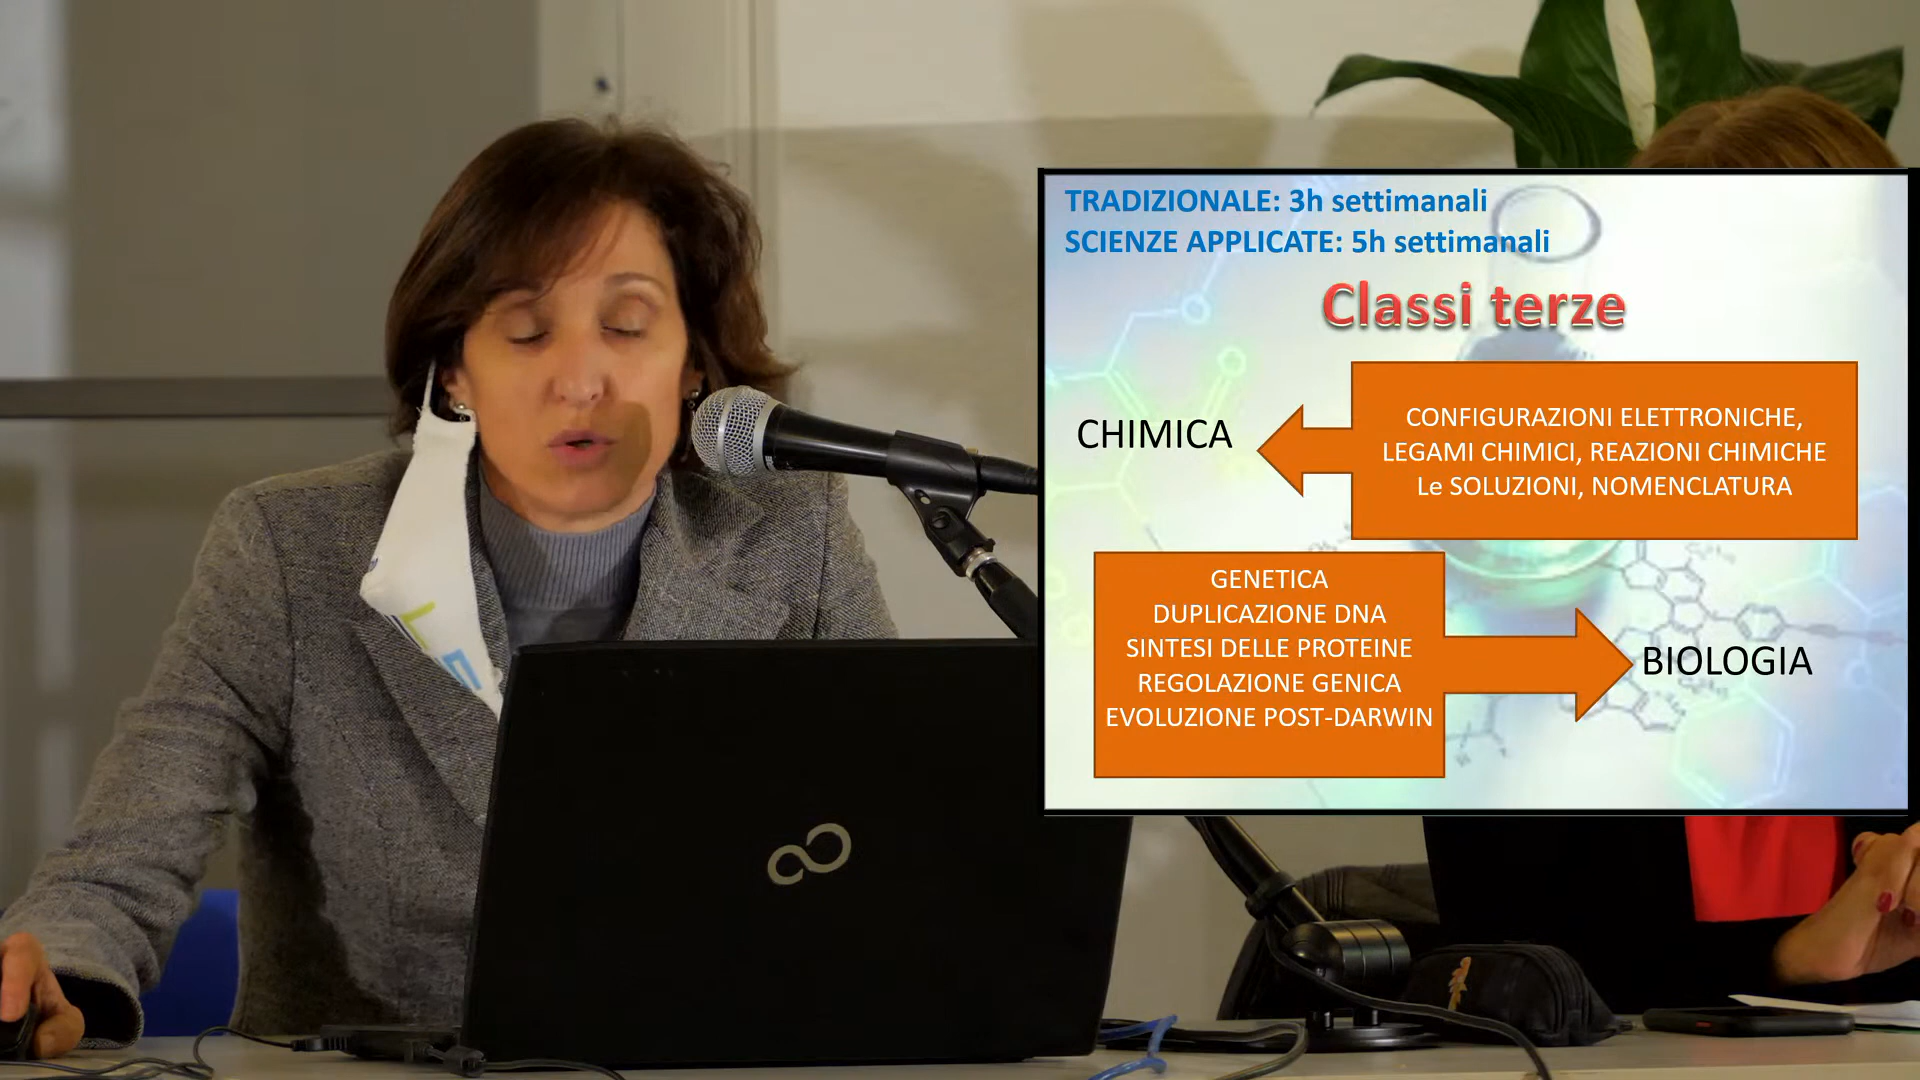 TRADIZIONALE: 3h settimanali
SCIENZE APPLICATE: 5h settimanali
Classi terze
CHIMICA
CONFIGURAZIONI ELETTRONICHE,
LEGAMI CHIMICI, REAZIONI CHIMICHE
Le SOLUZIONI, NOMENCLATURA
GENETICA
DUPLICAZIONE DNA
SINTESI DELLE PROTEINE
REGOLAZIONE GENICA
EVOLUZIONE POST-DARWIN
BIOLOGIA